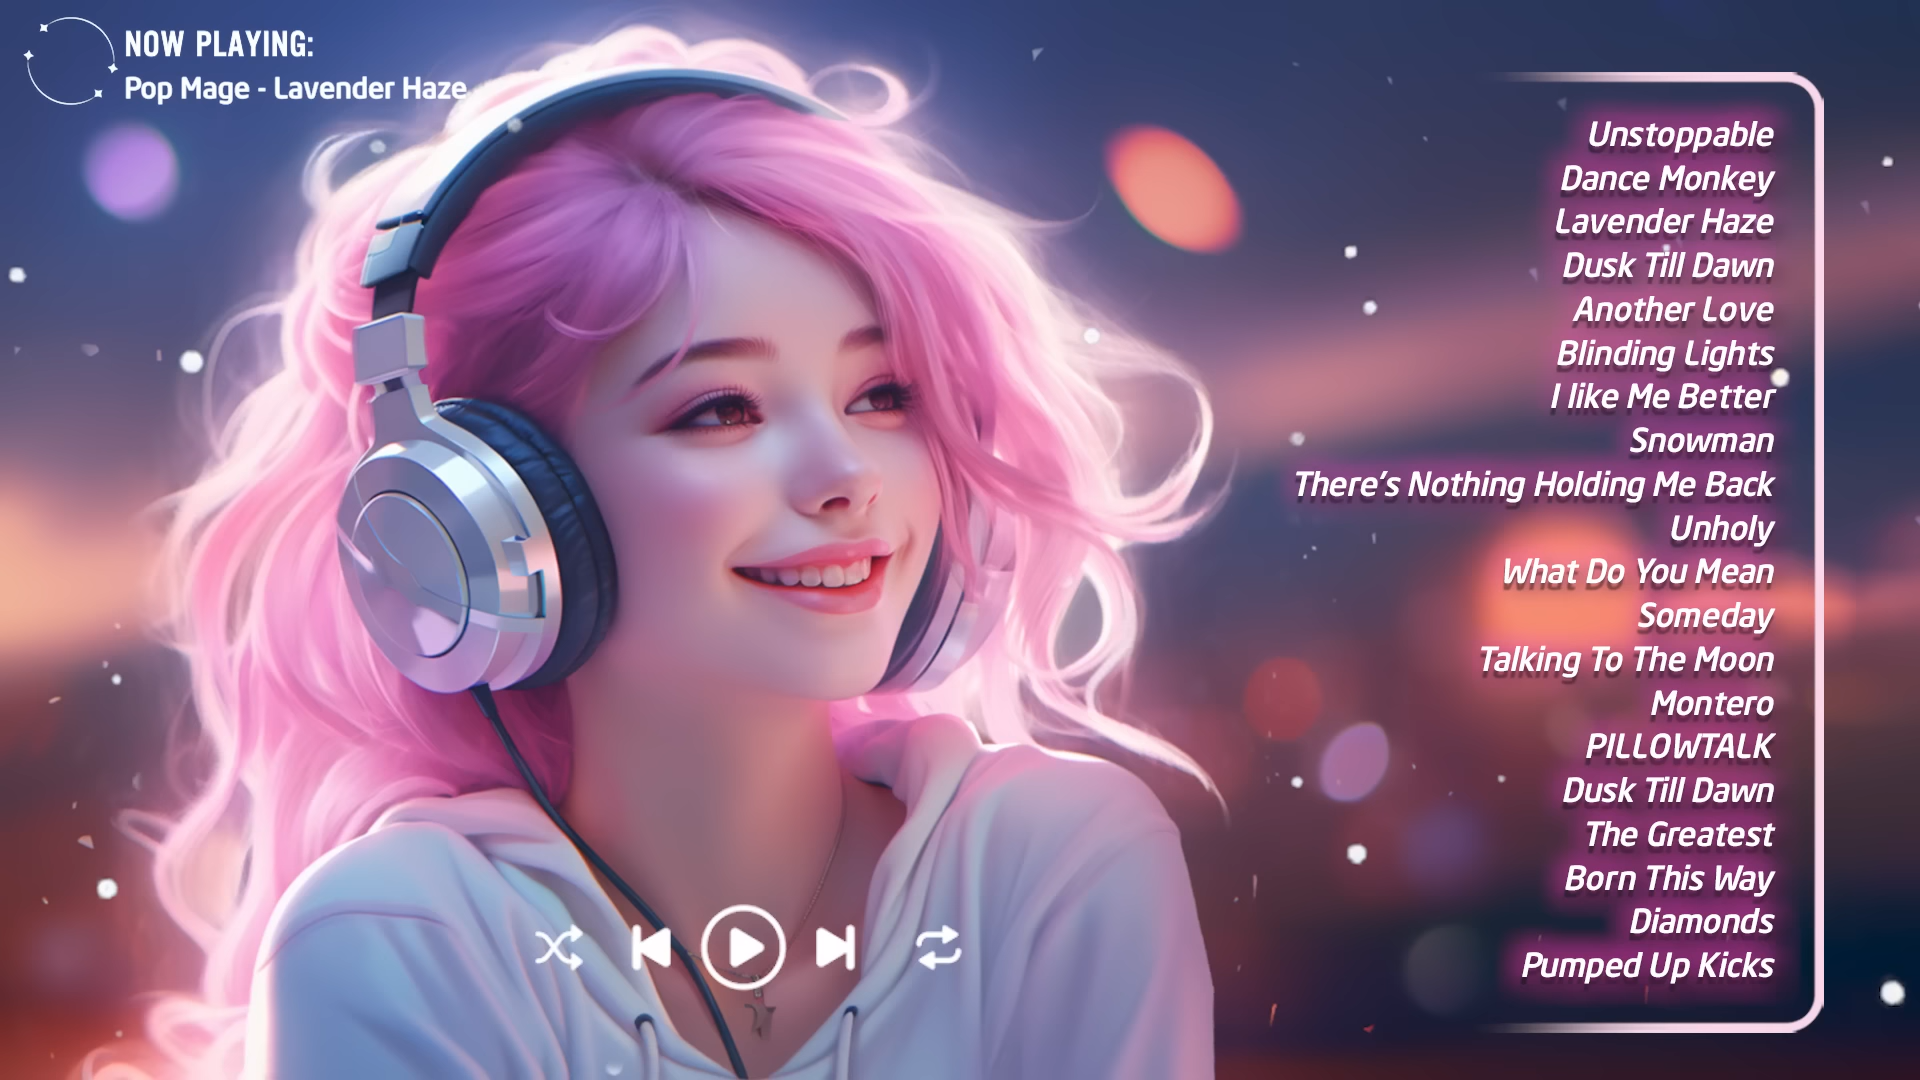 NOW PLAYING:
Pop Mage - Lavender Haze
Unstoppable
Dance Monkey
Lavender Haze
Dusk Till Dawn
Another Love
Blinding Lights
I like Me Better
Snowman
There's Nothing Holding Me Back
Unholy
What Do You Mean
Someday
Talking To The Moon
Montero
PILLOWTALK
Dusk Till Dawn
The Greatest
Born This Way
Diamonds
Pumped Up Kicks